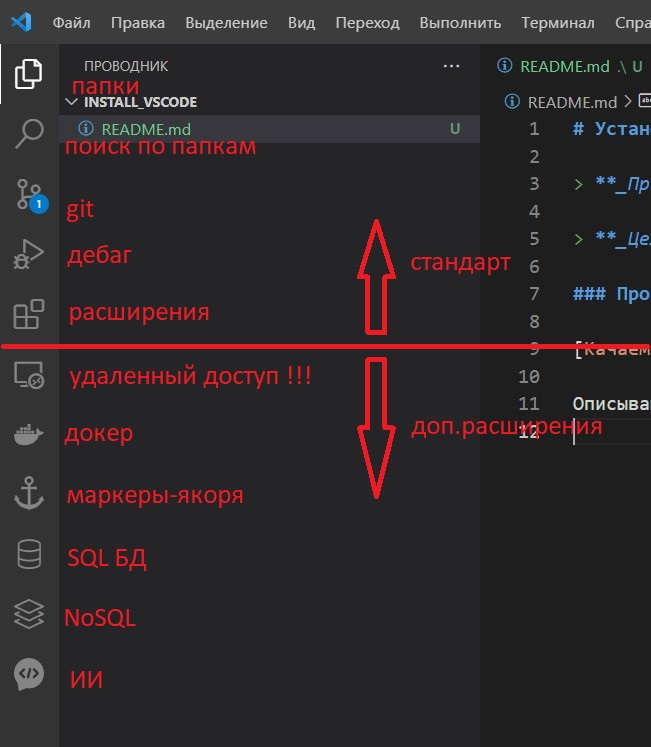 Файл Правка Выделение Вид Переход Выполнить Терминал Спра
ПРОВОДНИК
README.md .\ U
папки
INSTALL_VSCODE
README.md >
README.md U
поиск по папкам
1 # Устан
2
3 > **_Пр
4
5 > **_Це
6
7 ### Про
8
9 [Качаем
10
11 Описыва
12
1
git
дебаг
стандарт
расширения
удаленный доступ !!!
докер
доп.расширения
маркеры-якоря
SQL БД
NoSQL
ИИ